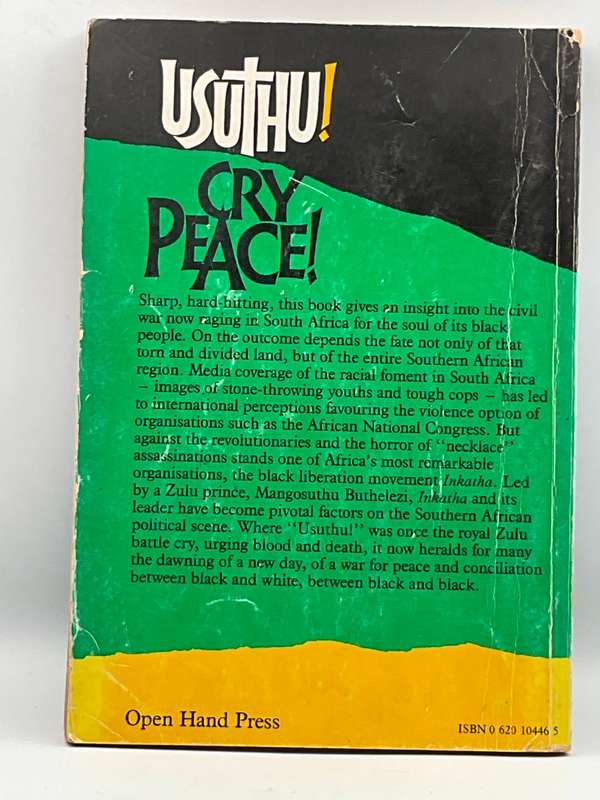 USUTHU!
CRY
PEACE!
Sharp, hard-hitting, this book gives an insight into the civil
war now raging in South Africa for the soul of its black
people. On the outcome depends the fate not only of that
torn and divided land, but of the entire Southern African
region. Media coverage of the racial foment in South Africa
– images of stone-throwing youths and tough cops – has led
to international perceptions favouring the violence option of
organisations such as the African National Congress. But
against the revolutionaries and the horror of "necklace"
assassinations stands one of Africa's most remarkable
organisations, the black liberation movement Inkatha. Led
by a Zulu prince, Mangosuthu Buthelezi, Inkatha and its
leader have become pivotal factors on the Southern African
political scene. Where "Usuthu!" was once the royal Zulu
battle cry, urging blood and death, it now heralds for many
the dawning of a new day, of a war for peace and conciliation
between black and white, between black and black.
Open Hand Press
ISBN 0 620 10446 5